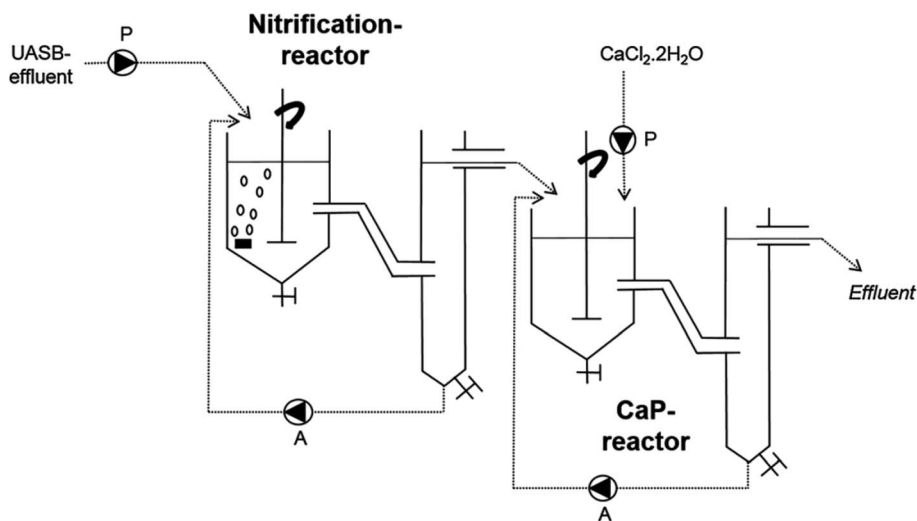 Nitrification-
reactor
P
UASB-
effluent
CaCl₂.2H₂O
P
Effluent
A
CaP-
reactor
A